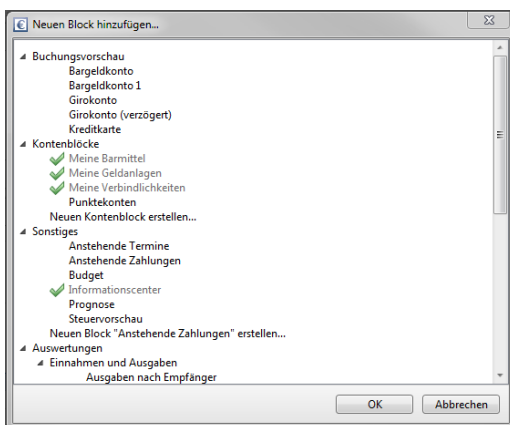 Neuen Block hinzufügen...
Buchungsvorschau
Bargeldkonto
Bargeldkonto 1
Girokonto
Girokonto (verzögert)
Kreditkarte
Kontenblöcke
Meine Barmittel
Meine Geldanlagen
Meine Verbindlichkeiten
Punktekonten
Neuen Kontenblock erstellen...
Sonstiges
Anstehende Termine
Anstehende Zahlungen
Budget
Informationscenter
Prognose
Steuervorschau
Neuen Block "Anstehende Zahlungen" erstellen...
Auswertungen
Einnahmen und Ausgaben
Ausgaben nach Empfänger
OK Abbrechen